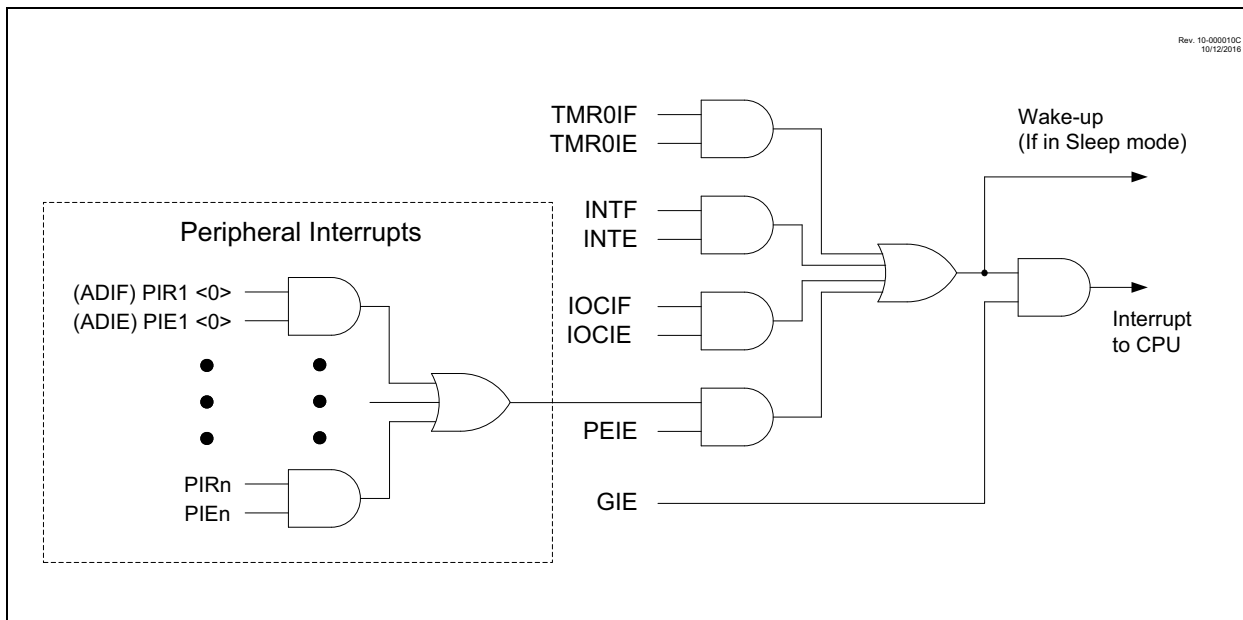 Rev. 10-000010C
10/12/2016
TMR0IF
TMR0IE
Wake-up
(If in Sleep mode)
INTF
INTE
Peripheral Interrupts
(ADIF) PIR1 <0>
(ADIE) PIE1 <0>
IOCIF
IOCIE
Interrupt
to CPU
PEIE
PIRn
PIEn
GIE